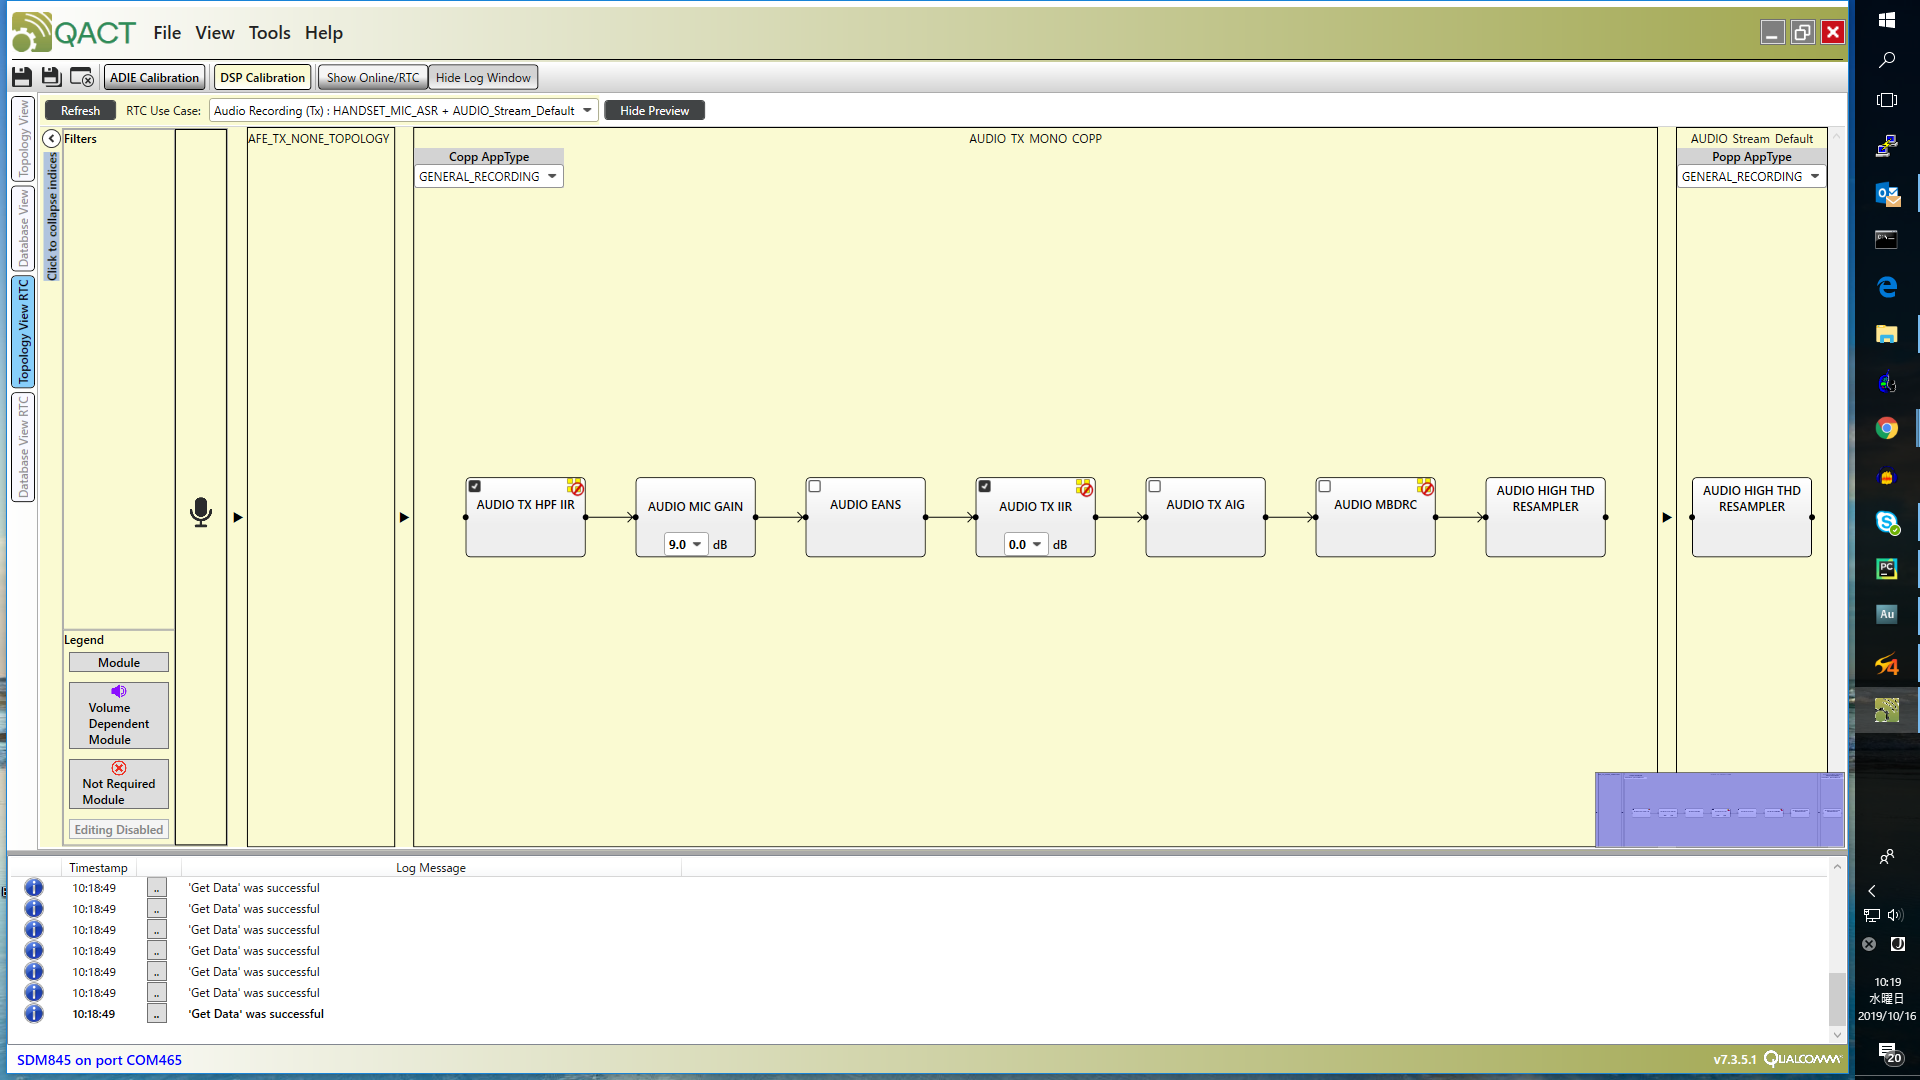 QACT
File View Tools Help
ADIE Calibration
DSP Calibration
Show Online/RTC
Hide Log Window
Refresh
RTC Use Case:
Audio Recording (Tx) : HANDSET_MIC_ASR + AUDIO_Stream_Default
Hide Preview
Topology View
Database View
Topology View RTC
Database View RTC
Click to collapse indices
Filters
AFE_TX_NONE_TOPOLOGY
AUDIO TX MONO COPP
Copp AppType
GENERAL_RECORDING
AUDIO Stream Default
Popp AppType
GENERAL_RECORDING
AUDIO TX HPF IIR
AUDIO MIC GAIN
9.0 dB
AUDIO EANS
AUDIO TX IIR
0.0 dB
AUDIO TX AIG
AUDIO MBDRC
AUDIO HIGH THD
RESAMPLER
AUDIO HIGH THD
RESAMPLER
Legend
Module
Volume
Dependent
Module
Not Required
Module
Editing Disabled
Timestamp Log Message
10:18:49 .. 'Get Data' was successful
10:18:49 .. 'Get Data' was successful
10:18:49 .. 'Get Data' was successful
10:18:49 .. 'Get Data' was successful
10:18:49 .. 'Get Data' was successful
10:18:49 .. 'Get Data' was successful
10:18:49 .. 'Get Data' was successful
SDM845 on port COM465
v7.3.5.1 QUALCOMM
PC
Au
10:19
水曜日
2019/10/16
20